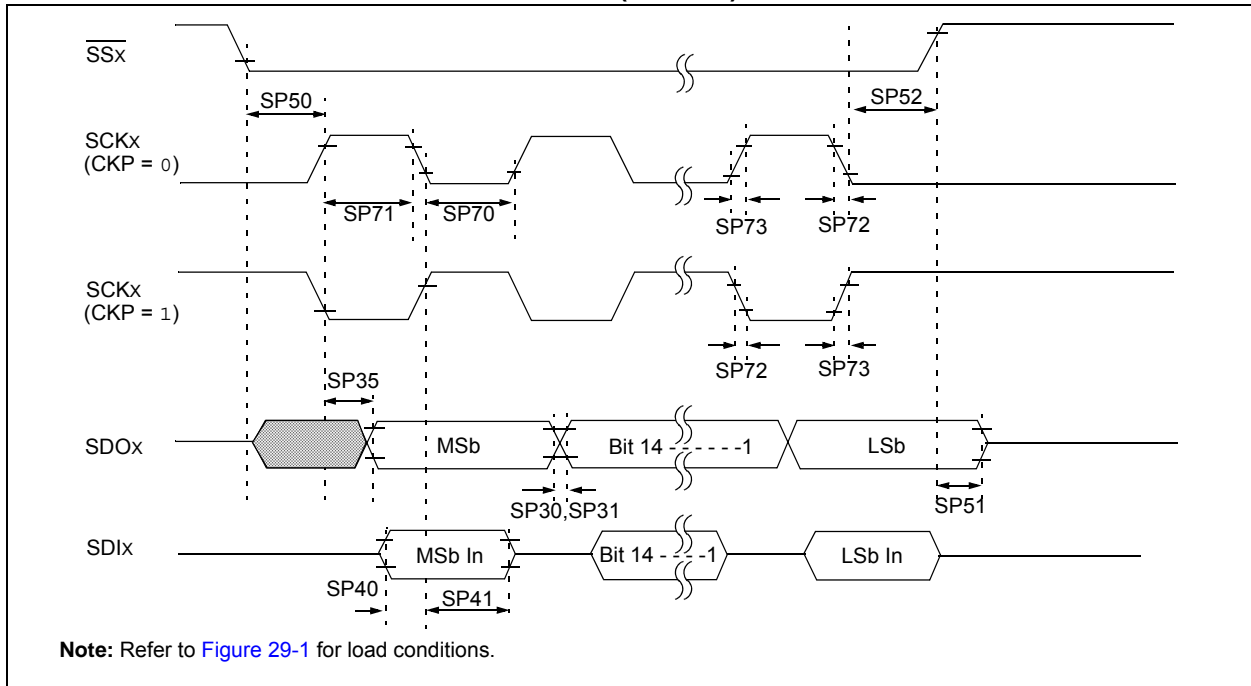 SSX
SP50
SP52
SCKX
(CKP = 0)
SP71
SP70
SP73
SP72
SCKX
(CKP = 1)
SP72
SP73
SP35
SDOX
MSb
Bit 14 - - - - - -1
LSb
SP30,SP31
SP51
SDIX
MSb In
Bit 14 - - - -1
LSb In
SP40
SP41
Note: Refer to Figure 29-1 for load conditions.